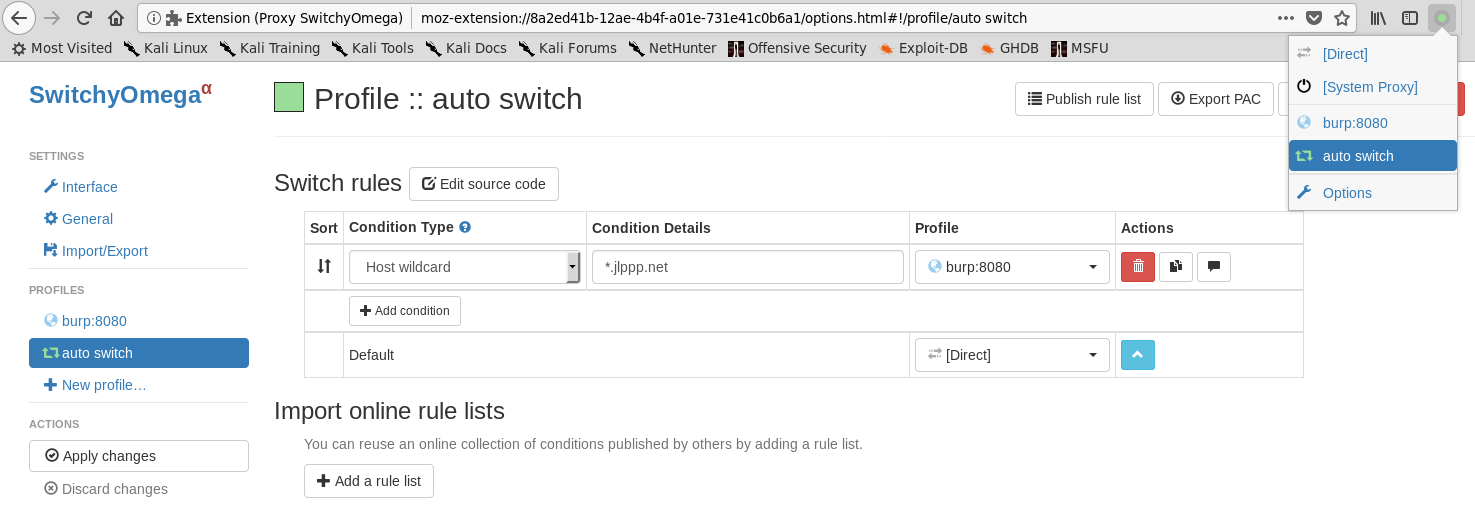 Extension (Proxy SwitchyOmega) moz-extension://8a2ed41b-12ae-4b4f-a01e-731e41c0b6a1/options.html#!/profile/auto switch
Most Visited Kali Linux Kali Training Kali Tools Kali Docs Kali Forums NetHunter Offensive Security Exploit-DB GHDB MSFU
[Direct]
[System Proxy]
burp:8080
auto switch
Options
SwitchyOmegaα
SETTINGS
Interface
General
Import/Export
PROFILES
burp:8080
auto switch
New profile…
ACTIONS
Apply changes
Discard changes
Profile :: auto switch
Publish rule list Export PAC
Switch rules Edit source code
Sort Condition Type Condition Details Profile Actions
Host wildcard *.jlppp.net burp:8080
Add condition
Default [Direct]
Import online rule lists
You can reuse an online collection of conditions published by others by adding a rule list.
Add a rule list